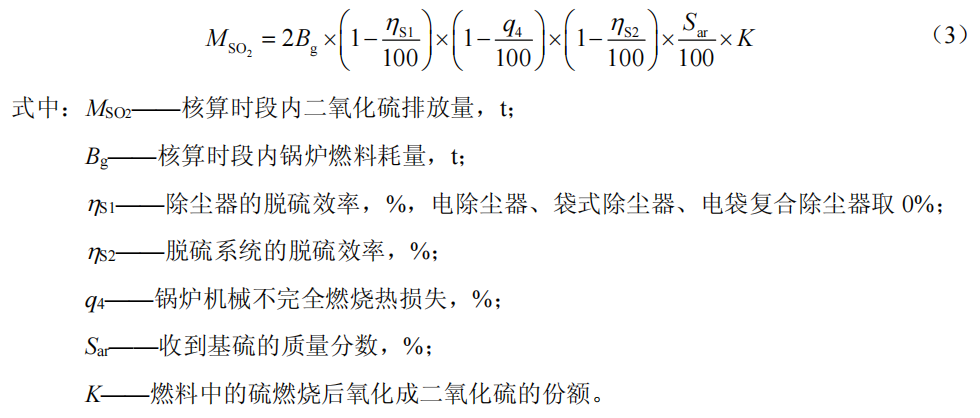 M_SO₂ = 2B_g × (1 − η_S1/100) × (1 − q₄/100) × (1 − η_S2/100) × S_ar/100 × K （3）
式中：M_SO2——核算时段内二氧化硫排放量，t；
B_g——核算时段内锅炉燃料耗量，t；
η_S1——除尘器的脱硫效率，%，电除尘器、袋式除尘器、电袋复合除尘器取 0%；
η_S2——脱硫系统的脱硫效率，%；
q_4——锅炉机械不完全燃烧热损失，%；
S_ar——收到基硫的质量分数，%；
K——燃料中的硫燃烧后氧化成二氧化硫的份额。